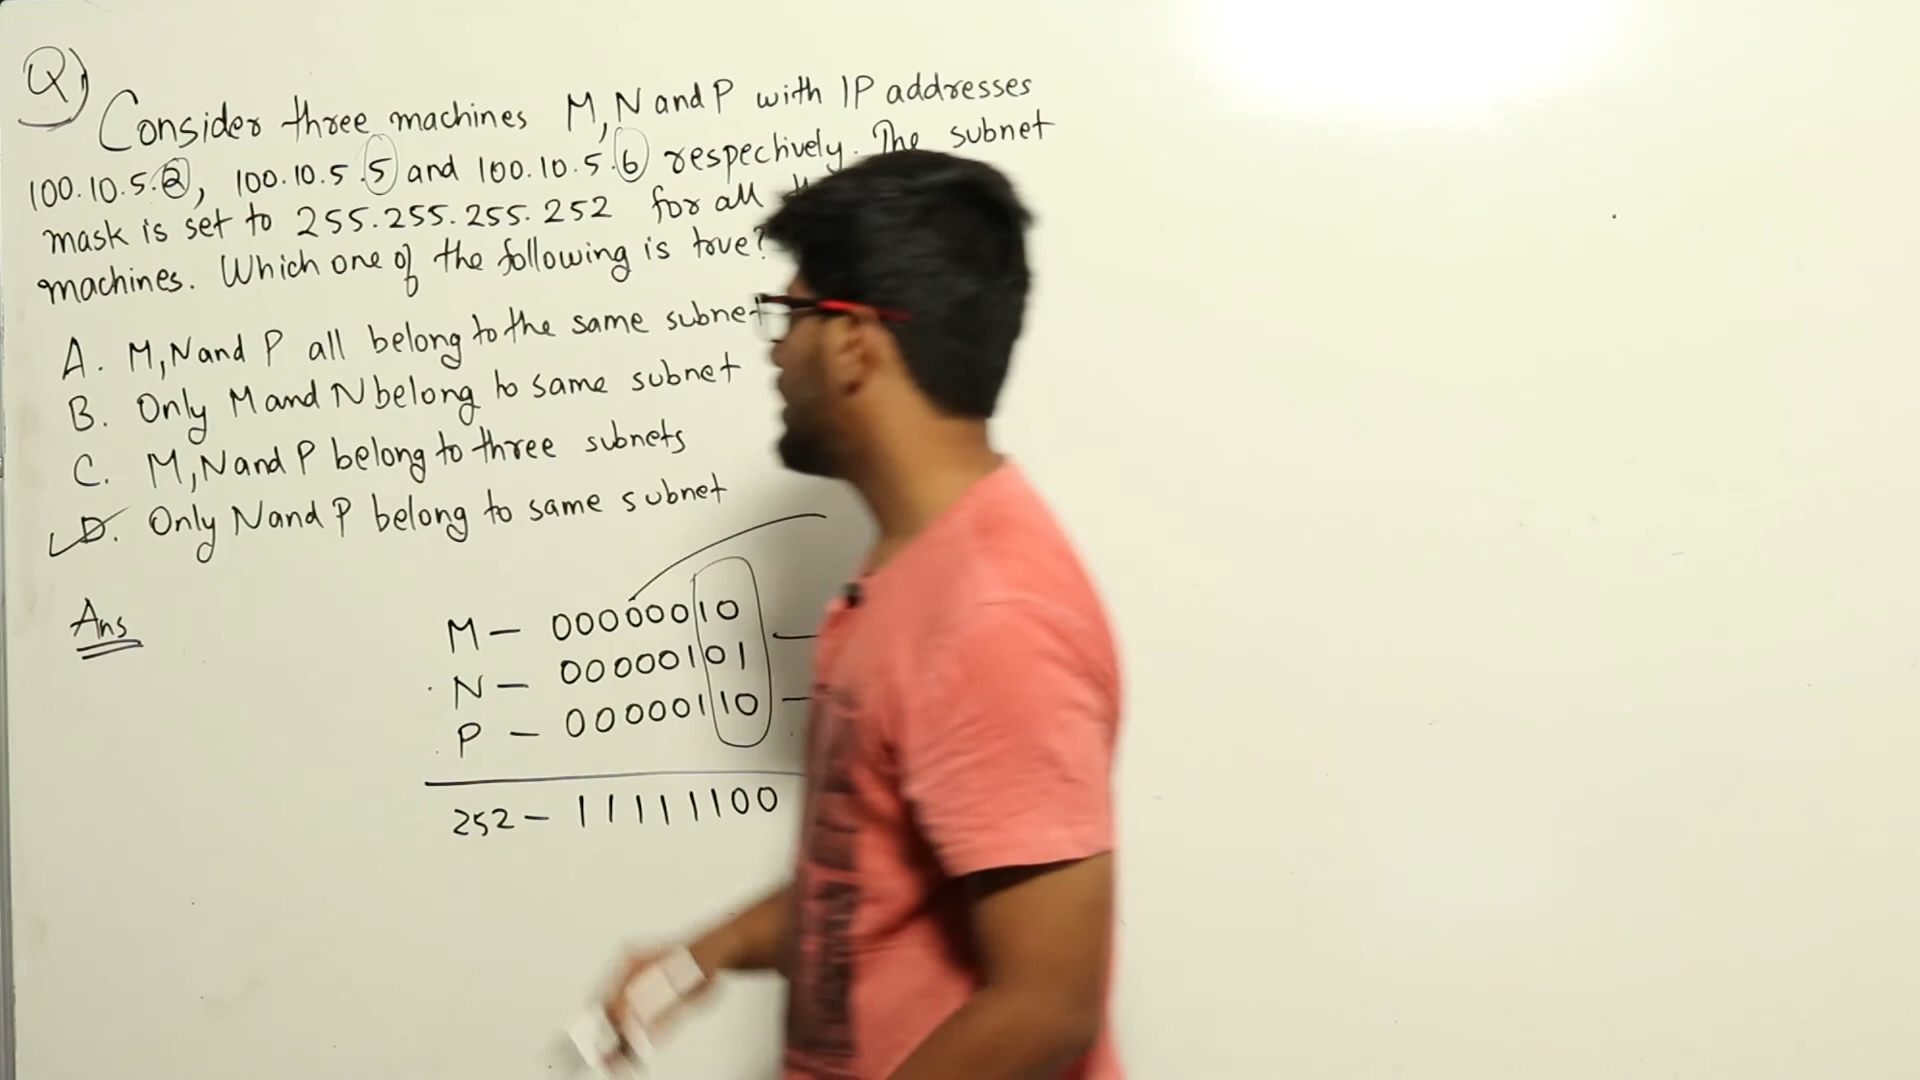 Q)
Consider three machines M, N and P with IP addresses
100.10.5.2, 100.10.5.5 and 100.10.5.6 respectively. The subnet
mask is set to 255.255.255.252 for all
machines. Which one of the following is true?
A. M, N and P all belong to the same subnet
B. Only M and N belong to same subnet
C. M, N and P belong to three subnets
D. Only N and P belong to same subnet
Ans
M - 00000010
N - 00000101
P - 00000110
252 - 11111100